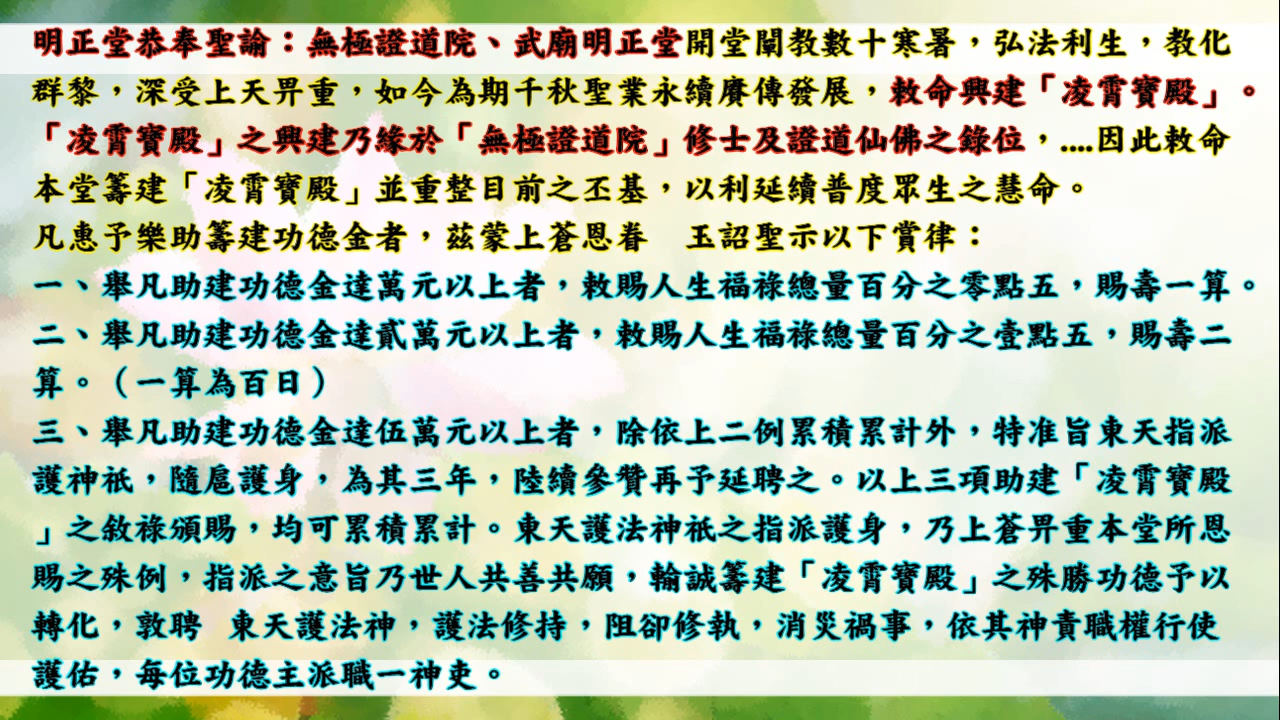 明正堂恭奉聖諭：無極證道院、武廟明正堂開堂闡教數十寒暑，弘法利生，教化
群黎，深受上天畀重，如今為期千秋聖業永續賡傳發展，敕命興建「凌霄寶殿」。
「凌霄寶殿」之興建乃緣於「無極證道院」修士及證道仙佛之錄位，....因此敕命
本堂籌建「凌霄寶殿」並重整目前之丕基，以利延續普度眾生之慧命。
凡惠予樂助籌建功德金者，茲蒙上蒼恩眷　玉詔聖示以下賞律：
一、舉凡助建功德金達萬元以上者，敕賜人生福祿總量百分之零點五，賜壽一算。
二、舉凡助建功德金達貳萬元以上者，敕賜人生福祿總量百分之壹點五，賜壽二
算。（一算為百日）
三、舉凡助建功德金達伍萬元以上者，除依上二例累積累計外，特准旨東天指派
護神祇，隨扈護身，為其三年，陸續參贊再予延聘之。以上三項助建「凌霄寶殿
」之敘祿頒賜，均可累積累計。東天護法神祇之指派護身，乃上蒼畀重本堂所恩
賜之殊例，指派之意旨乃世人共善共願，輸誠籌建「凌霄寶殿」之殊勝功德予以
轉化，敦聘　東天護法神，護法修持，阻卻修執，消災禍事，依其神責職權行使
護佑，每位功德主派職一神吏。